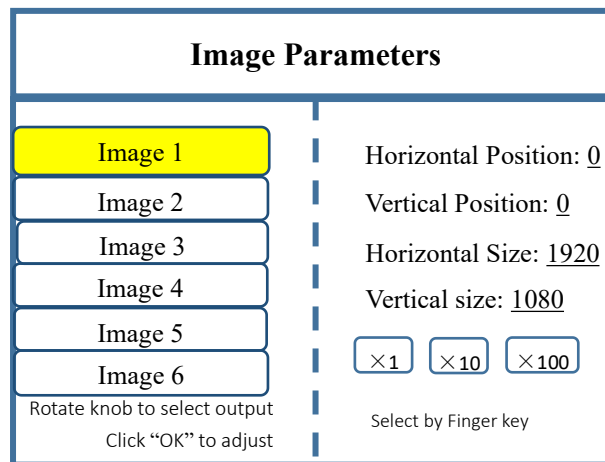 Image Parameters
Image 1
Image 2
Image 3
Image 4
Image 5
Image 6
Rotate knob to select output
Click “OK” to adjust
Horizontal Position: 0
Vertical Position: 0
Horizontal Size: 1920
Vertical size: 1080
×1 ×10 ×100
Select by Finger key